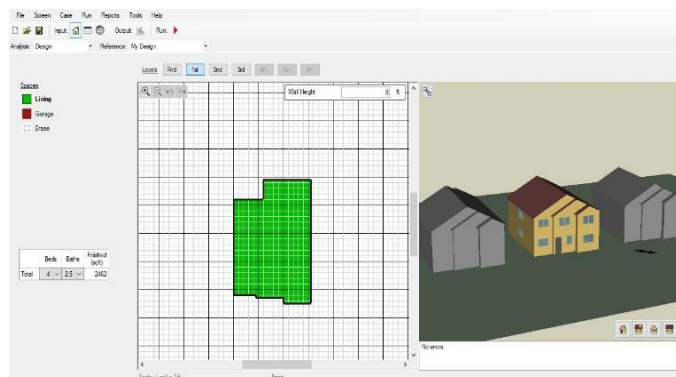 File Screen Case Run Reports Tools Help
Input: Output: Run:
Analysis: Design Reference: My Design
Levels Fnd 1st 2nd 3rd
Spaces
Living
Garage
Erase
Wall Height ft
Beds Baths Finished (sqft)
Total 4 2.5 2462
No errors
Front